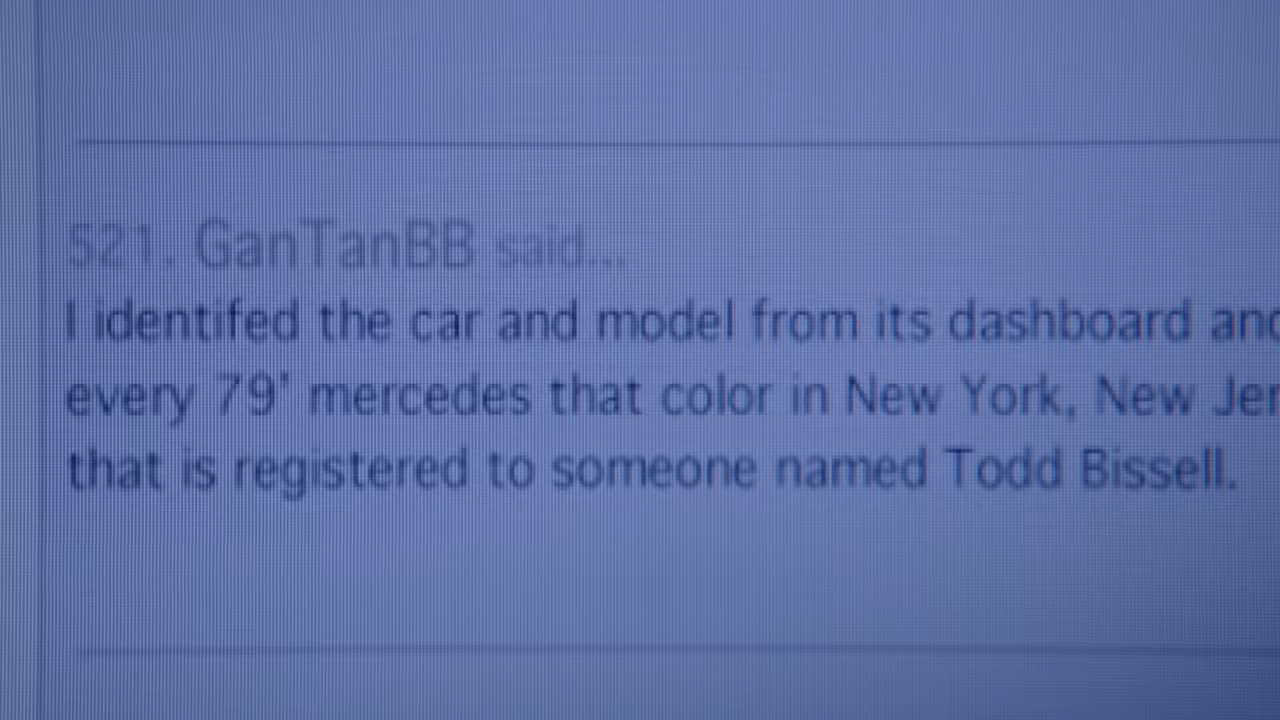 521. GanTanBB said...
I identifed the car and model from its dashboard and
every 79' mercedes that color in New York, New Jer
that is registered to someone named Todd Bissell.